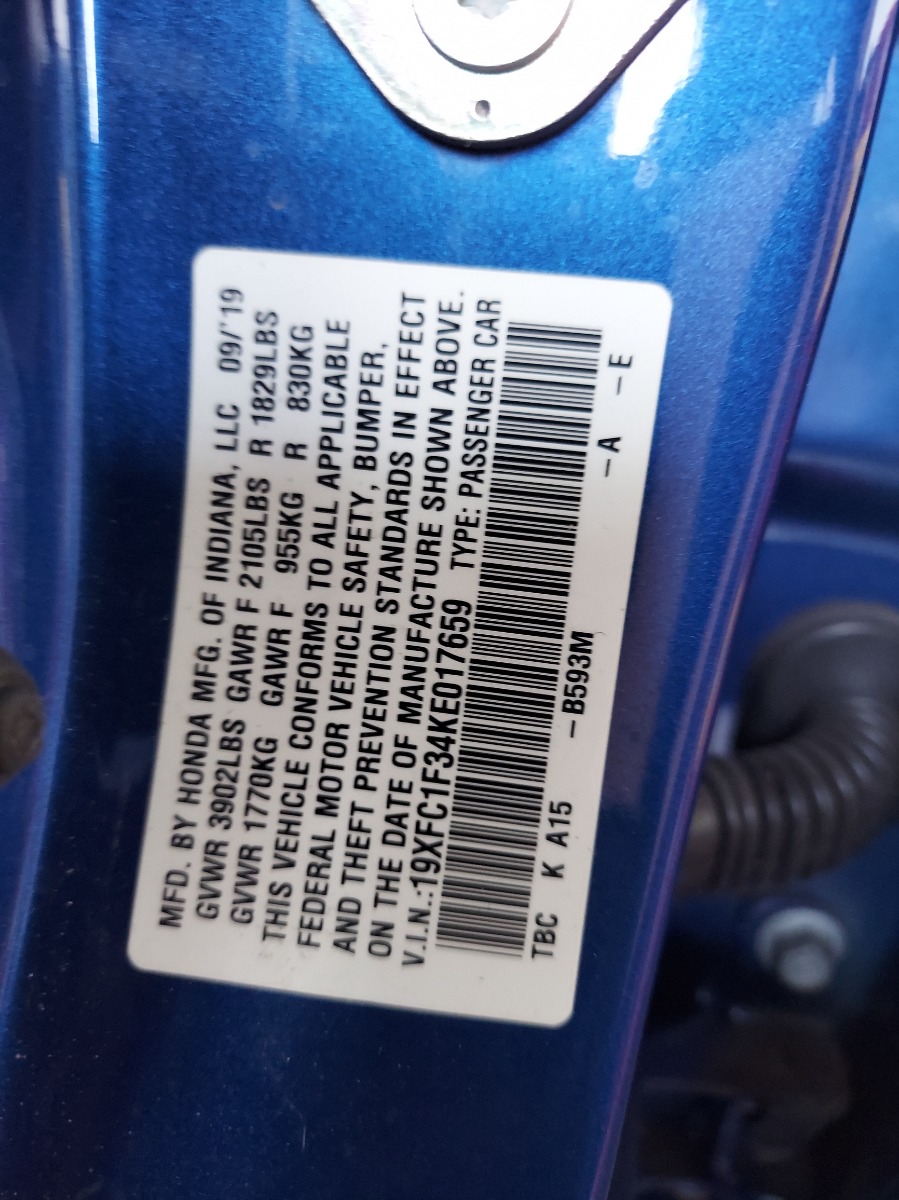 MFD. BY HONDA MFG. OF INDIANA, LLC 09/'19
GVWR 3902LBS GAWR F 2105LBS R 1829LBS
GVWR 1770KG GAWR F 955KG R 830KG
THIS VEHICLE CONFORMS TO ALL APPLICABLE
FEDERAL MOTOR VEHICLE SAFETY, BUMPER,
AND THEFT PREVENTION STANDARDS IN EFFECT
ON THE DATE OF MANUFACTURE SHOWN ABOVE.
V.I.N.:19XFC1F34KE017659 TYPE: PASSENGER CAR
TBC K A15 -B593M -A -E